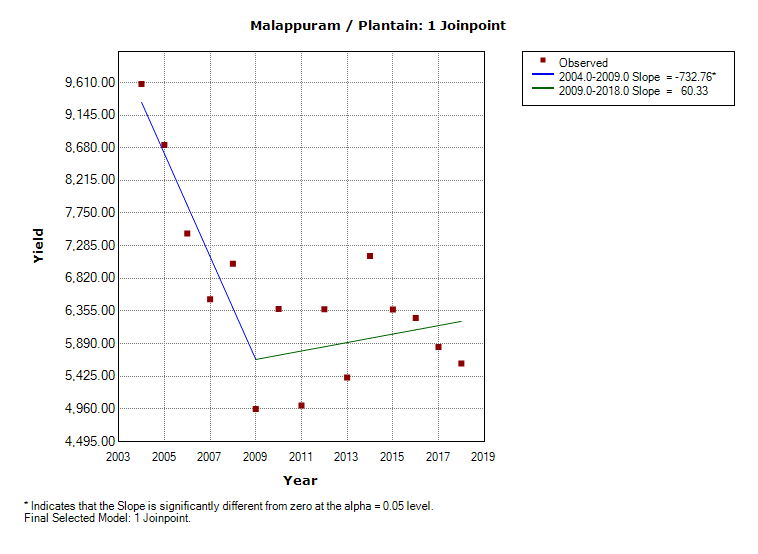 Malappuram / Plantain: 1 Joinpoint
Observed
2004.0-2009.0 Slope = -732.76*
2009.0-2018.0 Slope = 60.33
9,610.00
9,145.00
8,680.00
8,215.00
7,750.00
7,285.00
6,820.00
6,355.00
5,890.00
5,425.00
4,960.00
4,495.00
Yield
2003 2005 2007 2009 2011 2013 2015 2017 2019
Year
* Indicates that the Slope is significantly different from zero at the alpha = 0.05 level.
Final Selected Model: 1 Joinpoint.